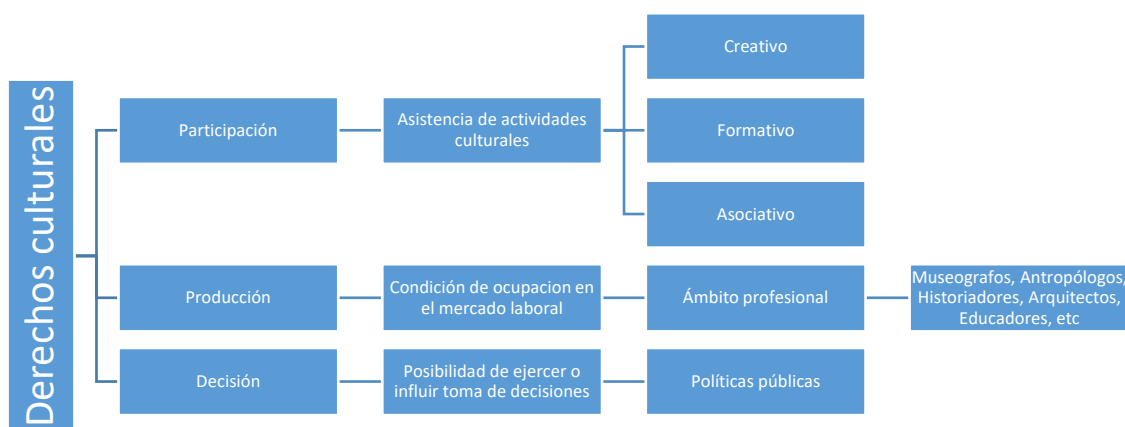 Derechos culturales
Participación
Asistencia de actividades
culturales
Creativo
Formativo
Asociativo
Producción
Condición de ocupacion en
el mercado laboral
Ámbito profesional
Museografos, Antropólogos,
Historiadores, Arquitectos,
Educadores, etc
Decisión
Posibilidad de ejercer o
influir toma de decisiones
Políticas públicas